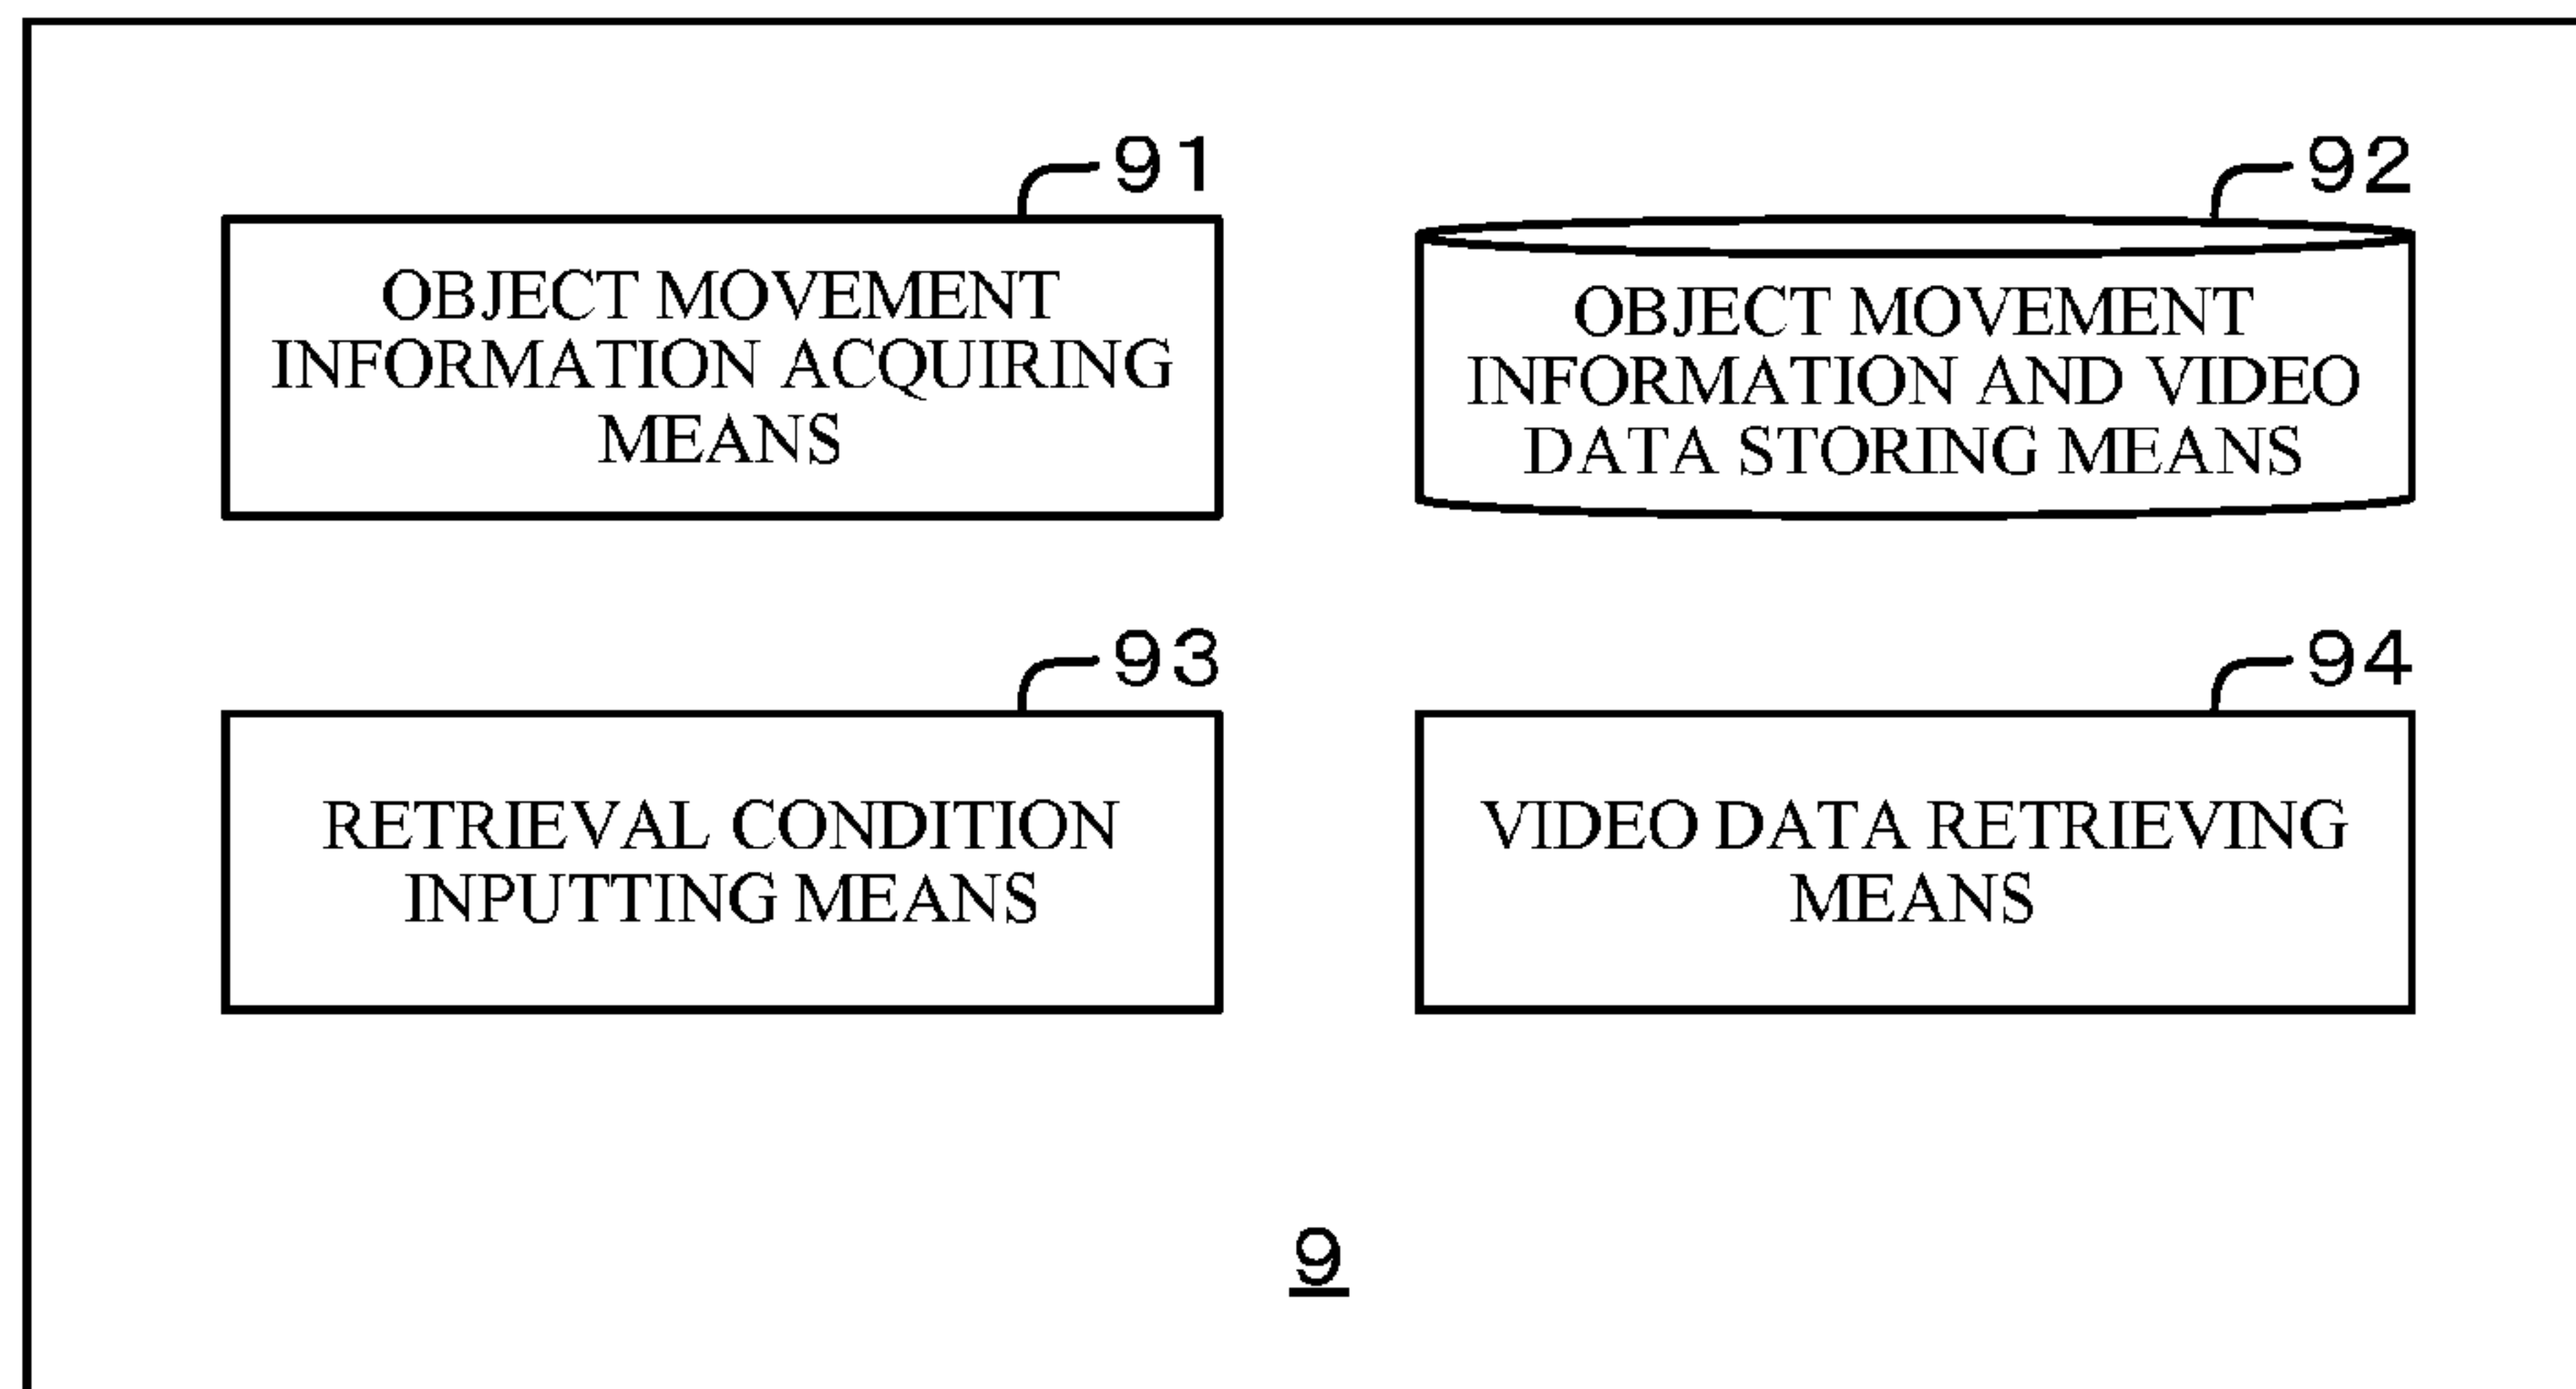 91
OBJECT MOVEMENT
INFORMATION ACQUIRING
MEANS
92
OBJECT MOVEMENT
INFORMATION AND VIDEO
DATA STORING MEANS
93
RETRIEVAL CONDITION
INPUTTING MEANS
94
VIDEO DATA RETRIEVING
MEANS
9